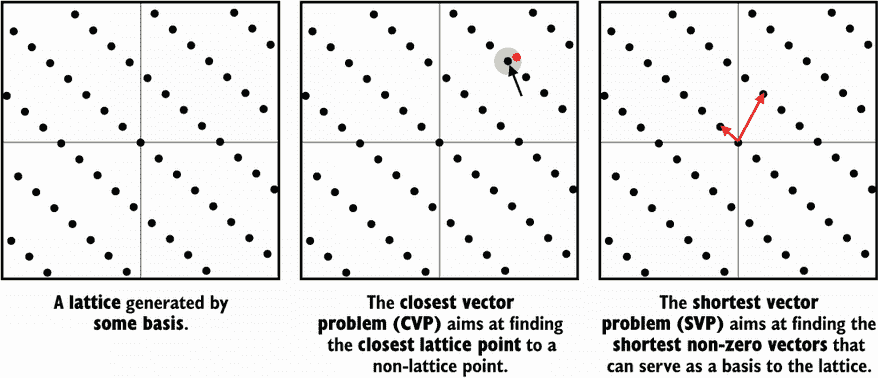 A lattice generated by
some basis.
The closest vector
problem (CVP) aims at finding
the closest lattice point to a
non-lattice point.
The shortest vector
problem (SVP) aims at finding the
shortest non-zero vectors that
can serve as a basis to the lattice.